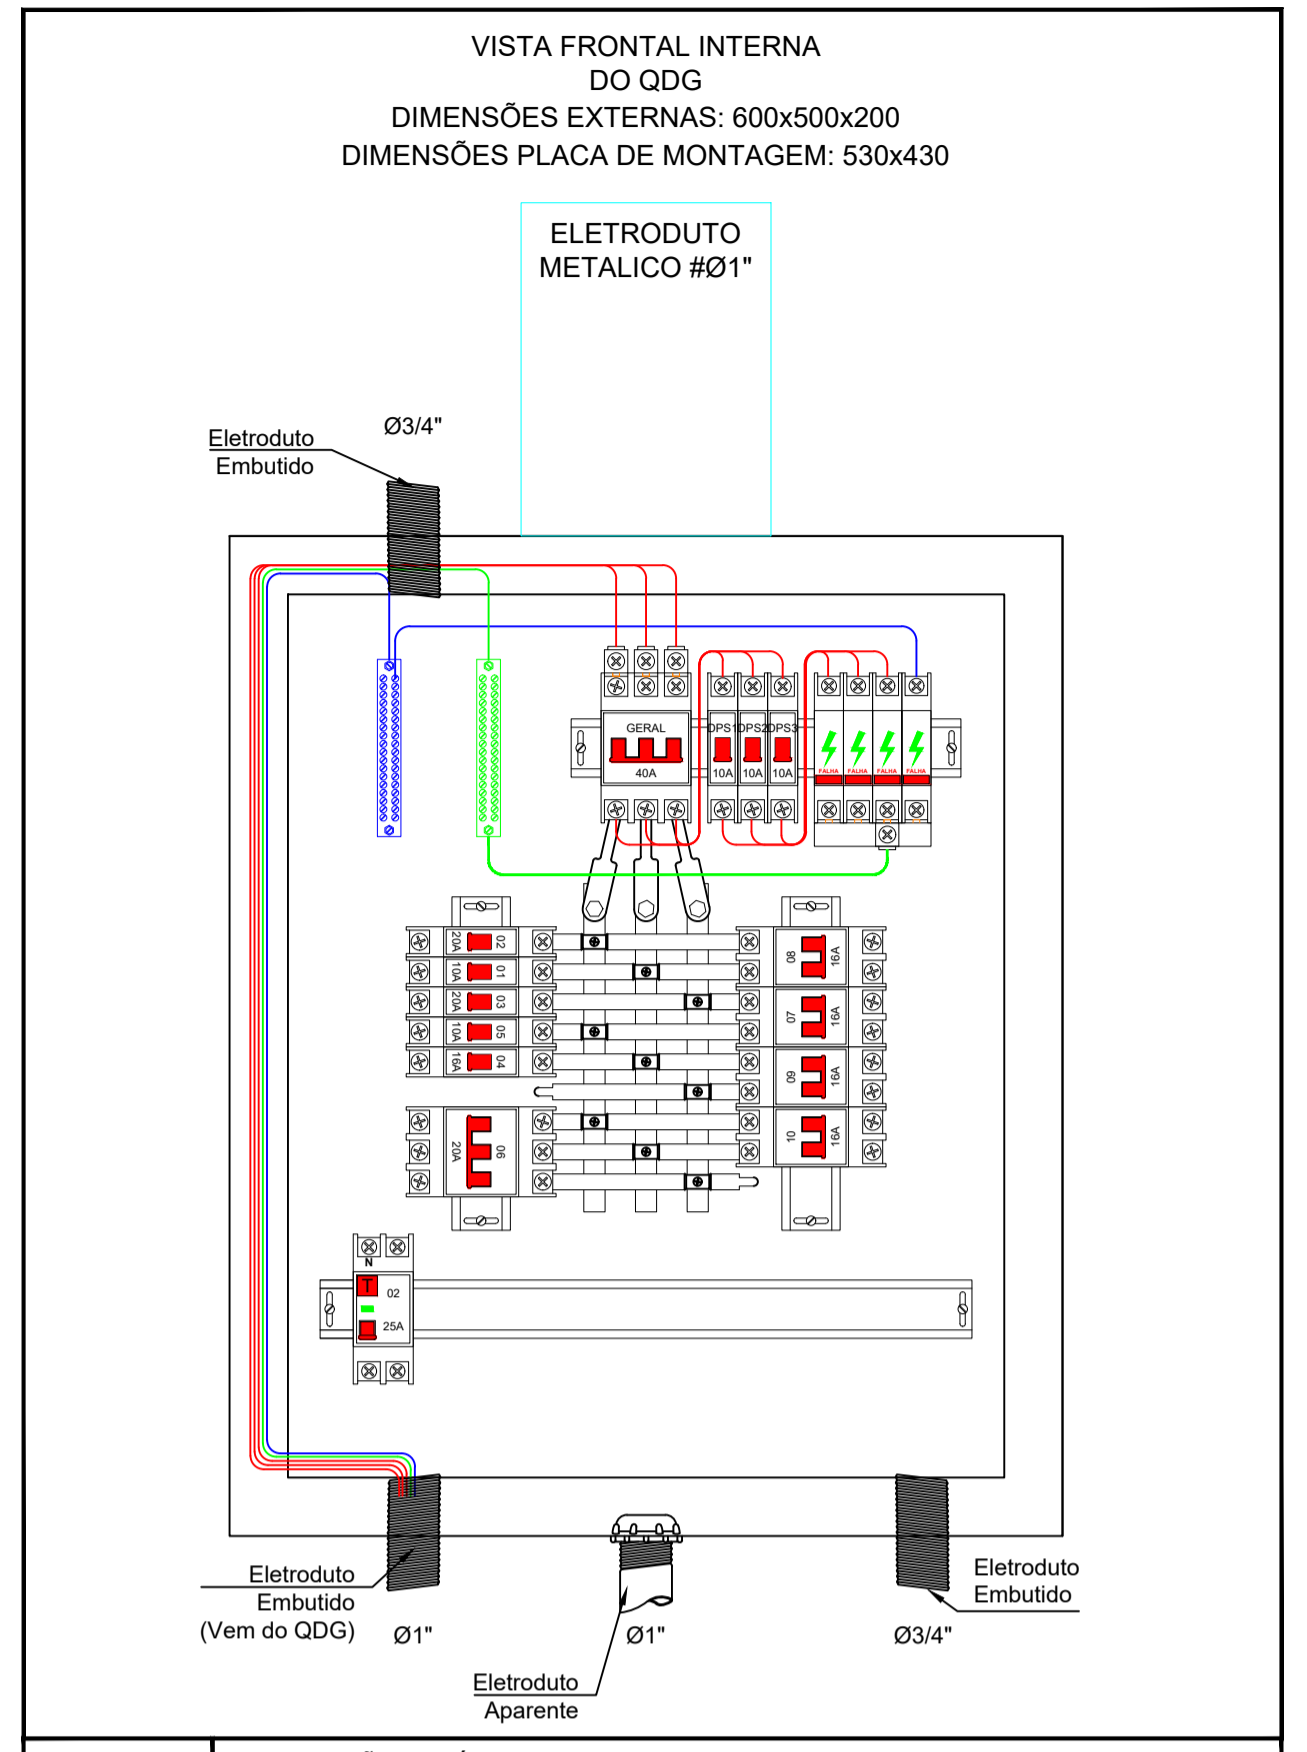 VISTA FRONTAL INTERNA
DO QDG
DIMENSÕES EXTERNAS: 600x500x200
DIMENSÕES PLACA DE MONTAGEM: 530x430
ELETRODUTO
METALICO #Ø1"
Ø3/4"
Eletroduto
Embutido
GERAL
40A
DPS1
DPS2
DPS3
10A
10A
10A
FALHA
FALHA
FALHA
FALHA
20A 02
10A 01
20A 03
10A 05
16A 04
20A 06
08 16A
07 16A
09 16A
10 16A
N
T
02
25A
Eletroduto
Embutido
(Vem do QDG)
Ø1"
Ø1"
Eletroduto
Aparente
Eletroduto
Embutido
Ø3/4"